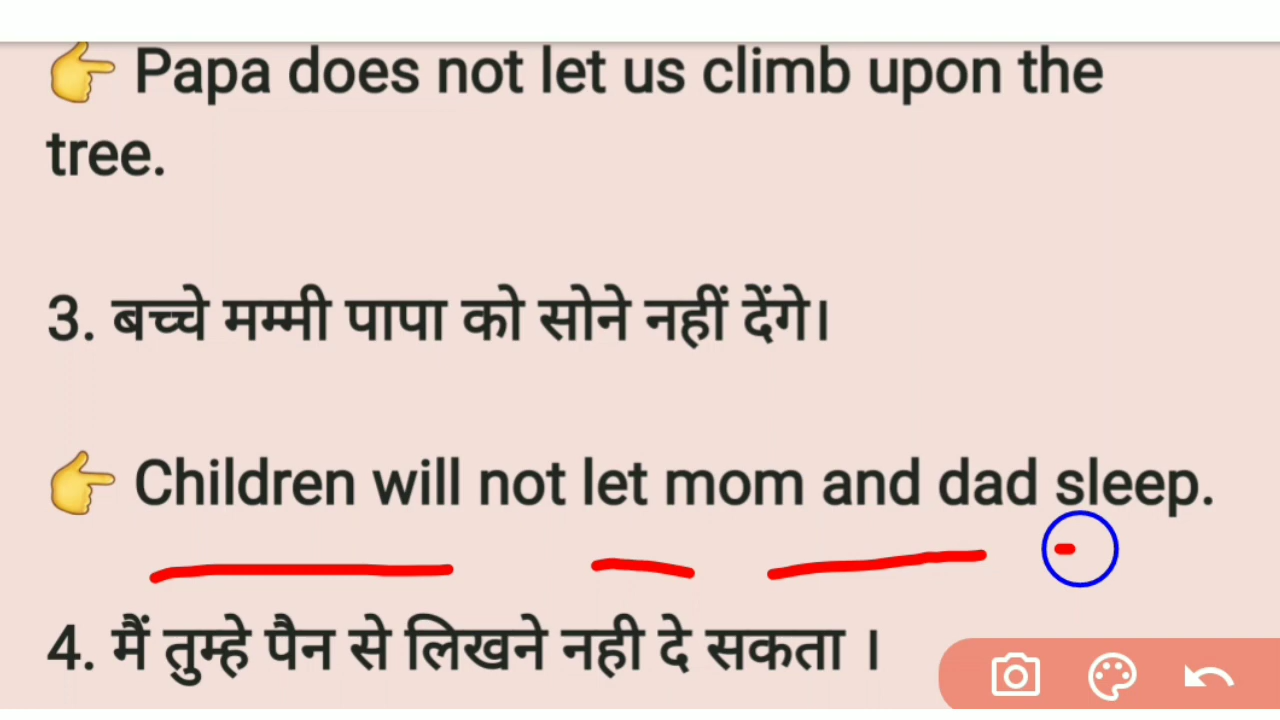 👉 Papa does not let us climb upon the
tree.
3. बच्चे मम्मी पापा को सोने नहीं देंगे।
👉 Children will not let mom and dad sleep.
4. मैं तुम्हे पैन से लिखने नही दे सकता ।